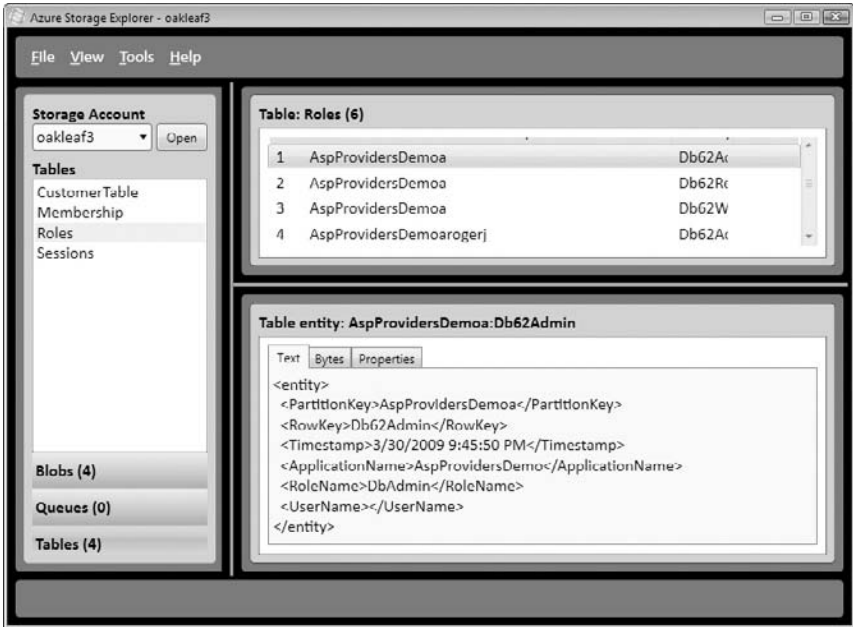 Azure Storage Explorer - oakleaf3
File View Tools Help
Storage Account
oakleaf3 Open
Tables
CustomerTable
Membership
Roles
Sessions
Blobs (4)
Queues (0)
Tables (4)
Table: Roles (6)
1 AspProvidersDemoa Db62Ac
2 AspProvidersDemoa Db62Rc
3 AspProvidersDemoa Db62W
4 AspProvidersDemoarogerj Db62Ac
Table entity: AspProvidersDemoa:Db62Admin
Text Bytes Properties
<entity>
<PartitionKey>AspProvidersDemoa</PartitionKey>
<RowKey>Db62Admin</RowKey>
<Timestamp>3/30/2009 9:45:50 PM</Timestamp>
<ApplicationName>AspProvidersDemo</ApplicationName>
<RoleName>DbAdmin</RoleName>
<UserName></UserName>
</entity>